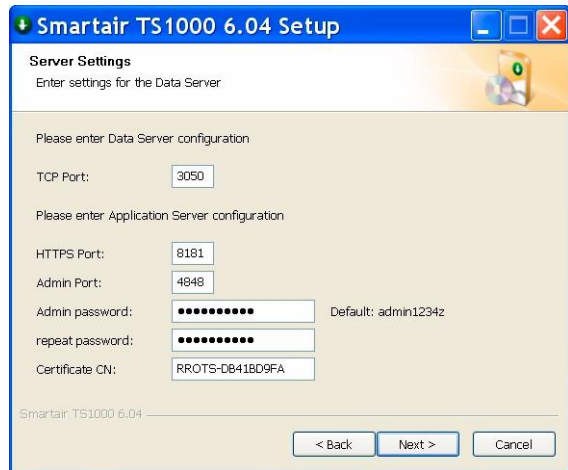 Smartair TS1000 6.04 Setup
Server Settings
Enter settings for the Data Server
Please enter Data Server configuration
TCP Port: 3050
Please enter Application Server configuration
HTTPS Port: 8181
Admin Port: 4848
Admin password: ●●●●●●●●●● Default: admin1234z
repeat password: ●●●●●●●●●●
Certificate CN: RROTS-DB41BD9FA
Smartair TS1000 6.04
< Back Next > Cancel